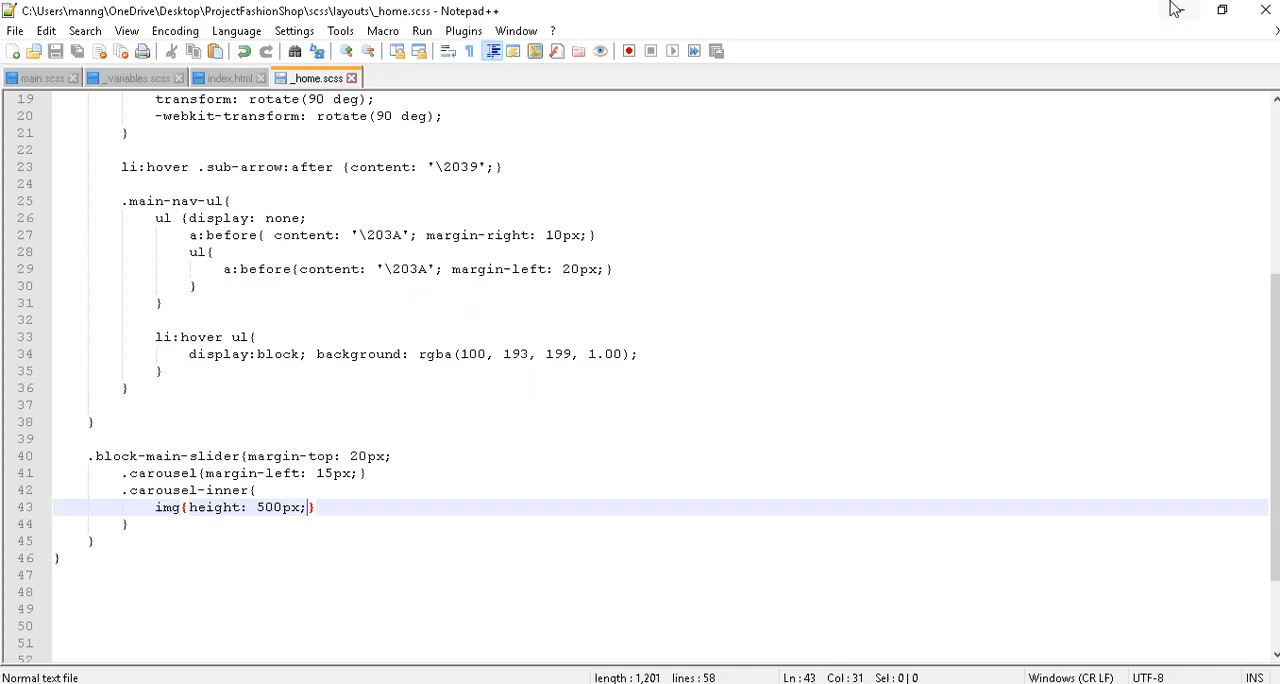 C:\Users\manng\OneDrive\Desktop\ProjectFashionShop\scss\layouts\_home.scss - Notepad++
File Edit Search View Encoding Language Settings Tools Macro Run Plugins Window ?
main.scss _variables.scss index.html _home.scss
19 transform: rotate(90 deg);
20 -webkit-transform: rotate(90 deg);
21 }
22
23 li:hover .sub-arrow:after {content: '\2039';}
24
25 .main-nav-ul{
26 ul {display: none;
27 a:before{ content: '\203A'; margin-right: 10px;}
28 ul{
29 a:before{content: '\203A'; margin-left: 20px;}
30 }
31 }
32
33 li:hover ul{
34 display:block; background: rgba(100, 193, 199, 1.00);
35 }
36 }
37
38 }
39
40 .block-main-slider{margin-top: 20px;
41 .carousel{margin-left: 15px;}
42 .carousel-inner{
43 img{height: 500px;}
44 }
45 }
46 }
47
48
49
50
51
52
Normal text file length : 1,201 lines : 58 Ln : 43 Col : 31 Sel : 0 | 0 Windows (CR LF) UTF-8 INS